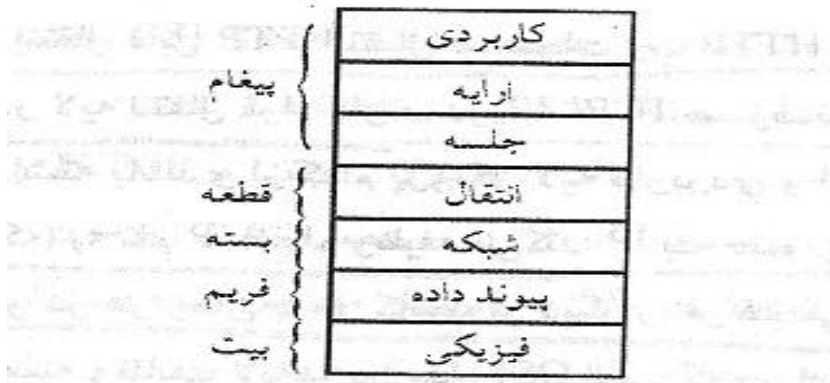 کاربردی
پیغام ارایه
جلسه
قطعه انتقال
بسته شبکه
فریم پیوند داده
بیت فیزیکی